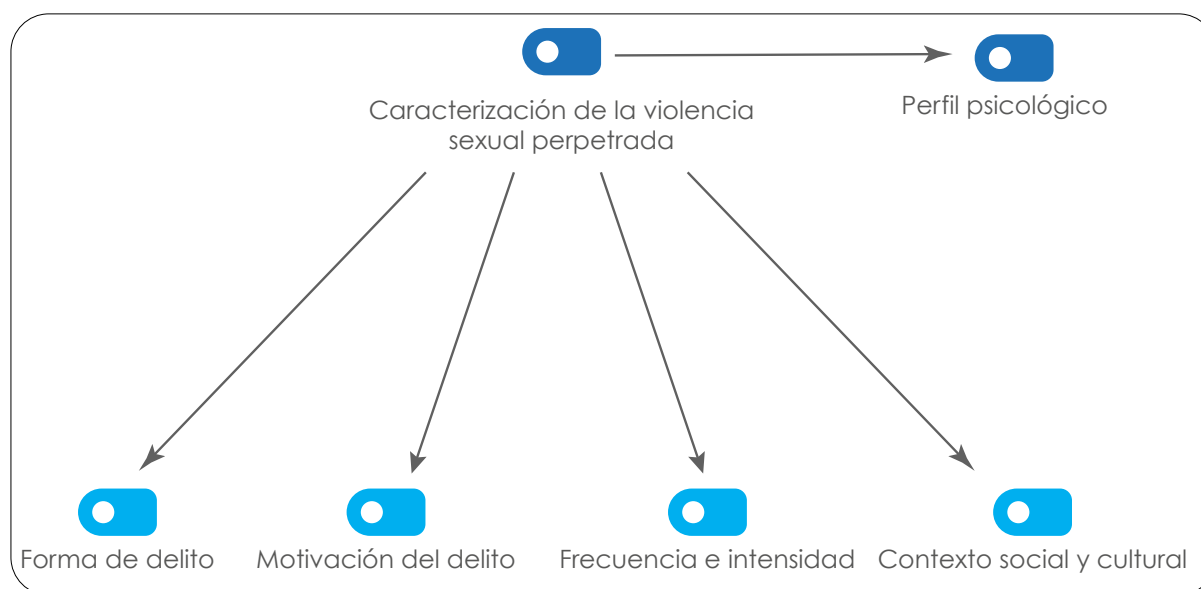 Caracterización de la violencia
sexual perpetrada
Perfil psicológico
Forma de delito
Motivación del delito
Frecuencia e intensidad
Contexto social y cultural